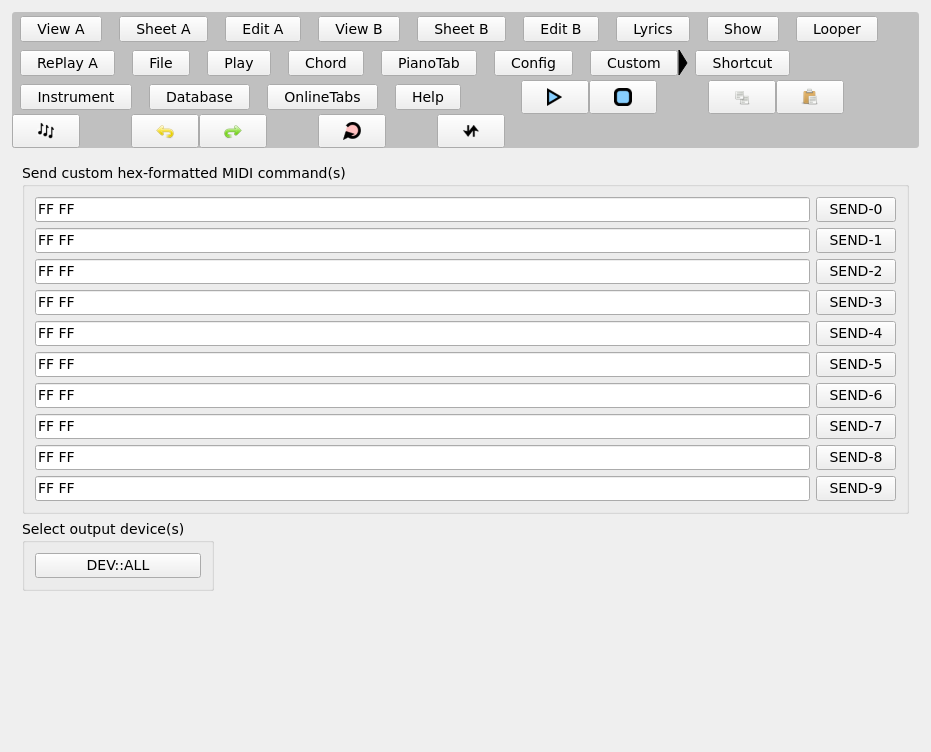 View A Sheet A Edit A View B Sheet B Edit B Lyrics Show Looper
RePlay A File Play Chord PianoTab Config Custom Shortcut
Instrument Database OnlineTabs Help
Send custom hex-formatted MIDI command(s)
FF FF SEND-0
FF FF SEND-1
FF FF SEND-2
FF FF SEND-3
FF FF SEND-4
FF FF SEND-5
FF FF SEND-6
FF FF SEND-7
FF FF SEND-8
FF FF SEND-9
Select output device(s)
DEV::ALL